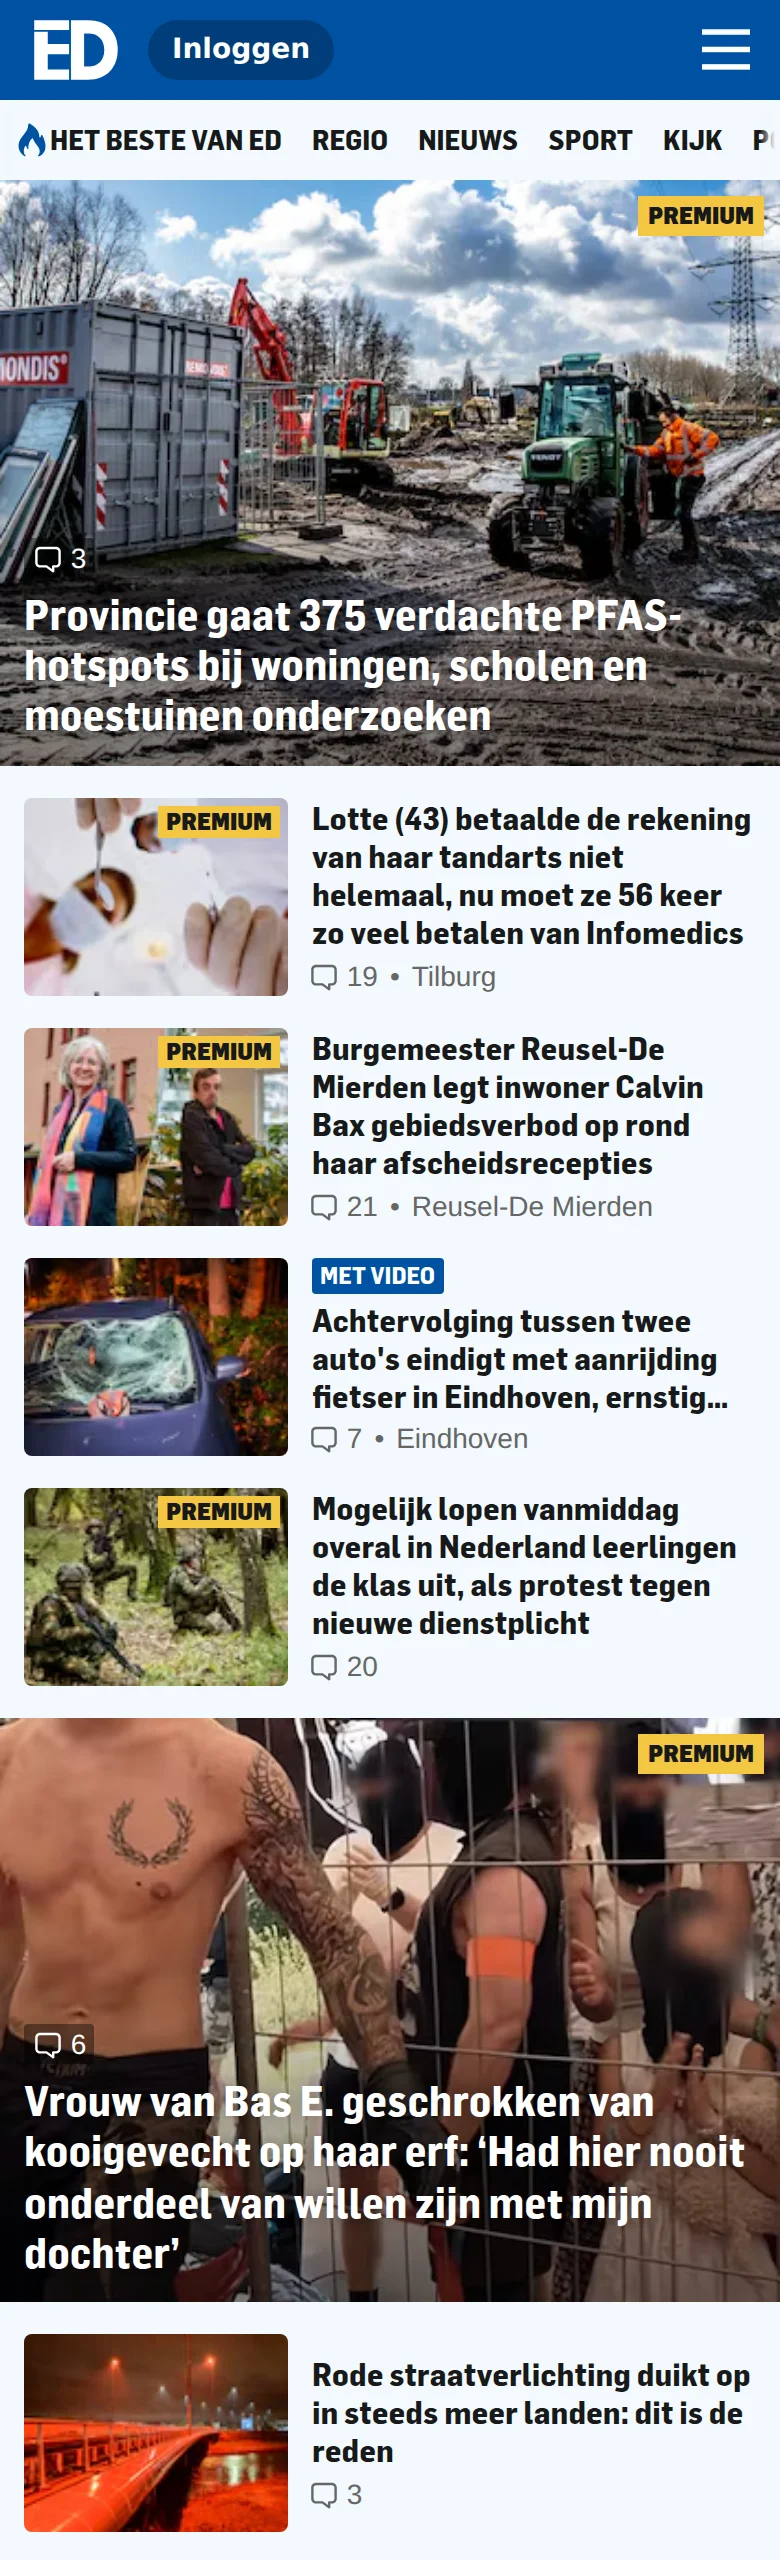 ED
Inloggen
HET BESTE VAN ED REGIO NIEUWS SPORT KIJK
PREMIUM
MONDIS
FENDT
3
Provincie gaat 375 verdachte PFAS-
hotspots bij woningen, scholen en
moestuinen onderzoeken
PREMIUM
Lotte (43) betaalde de rekening
van haar tandarts niet
helemaal, nu moet ze 56 keer
zo veel betalen van Infomedics
19 • Tilburg
PREMIUM
Burgemeester Reusel-De
Mierden legt inwoner Calvin
Bax gebiedsverbod op rond
haar afscheidsrecepties
21 • Reusel-De Mierden
MET VIDEO
Achtervolging tussen twee
auto's eindigt met aanrijding
fietser in Eindhoven, ernstig...
7 • Eindhoven
PREMIUM
Mogelijk lopen vanmiddag
overal in Nederland leerlingen
de klas uit, als protest tegen
nieuwe dienstplicht
20
PREMIUM
6
Vrouw van Bas E. geschrokken van
kooigevecht op haar erf: ‘Had hier nooit
onderdeel van willen zijn met mijn
dochter’
Rode straatverlichting duikt op
in steeds meer landen: dit is de
reden
3